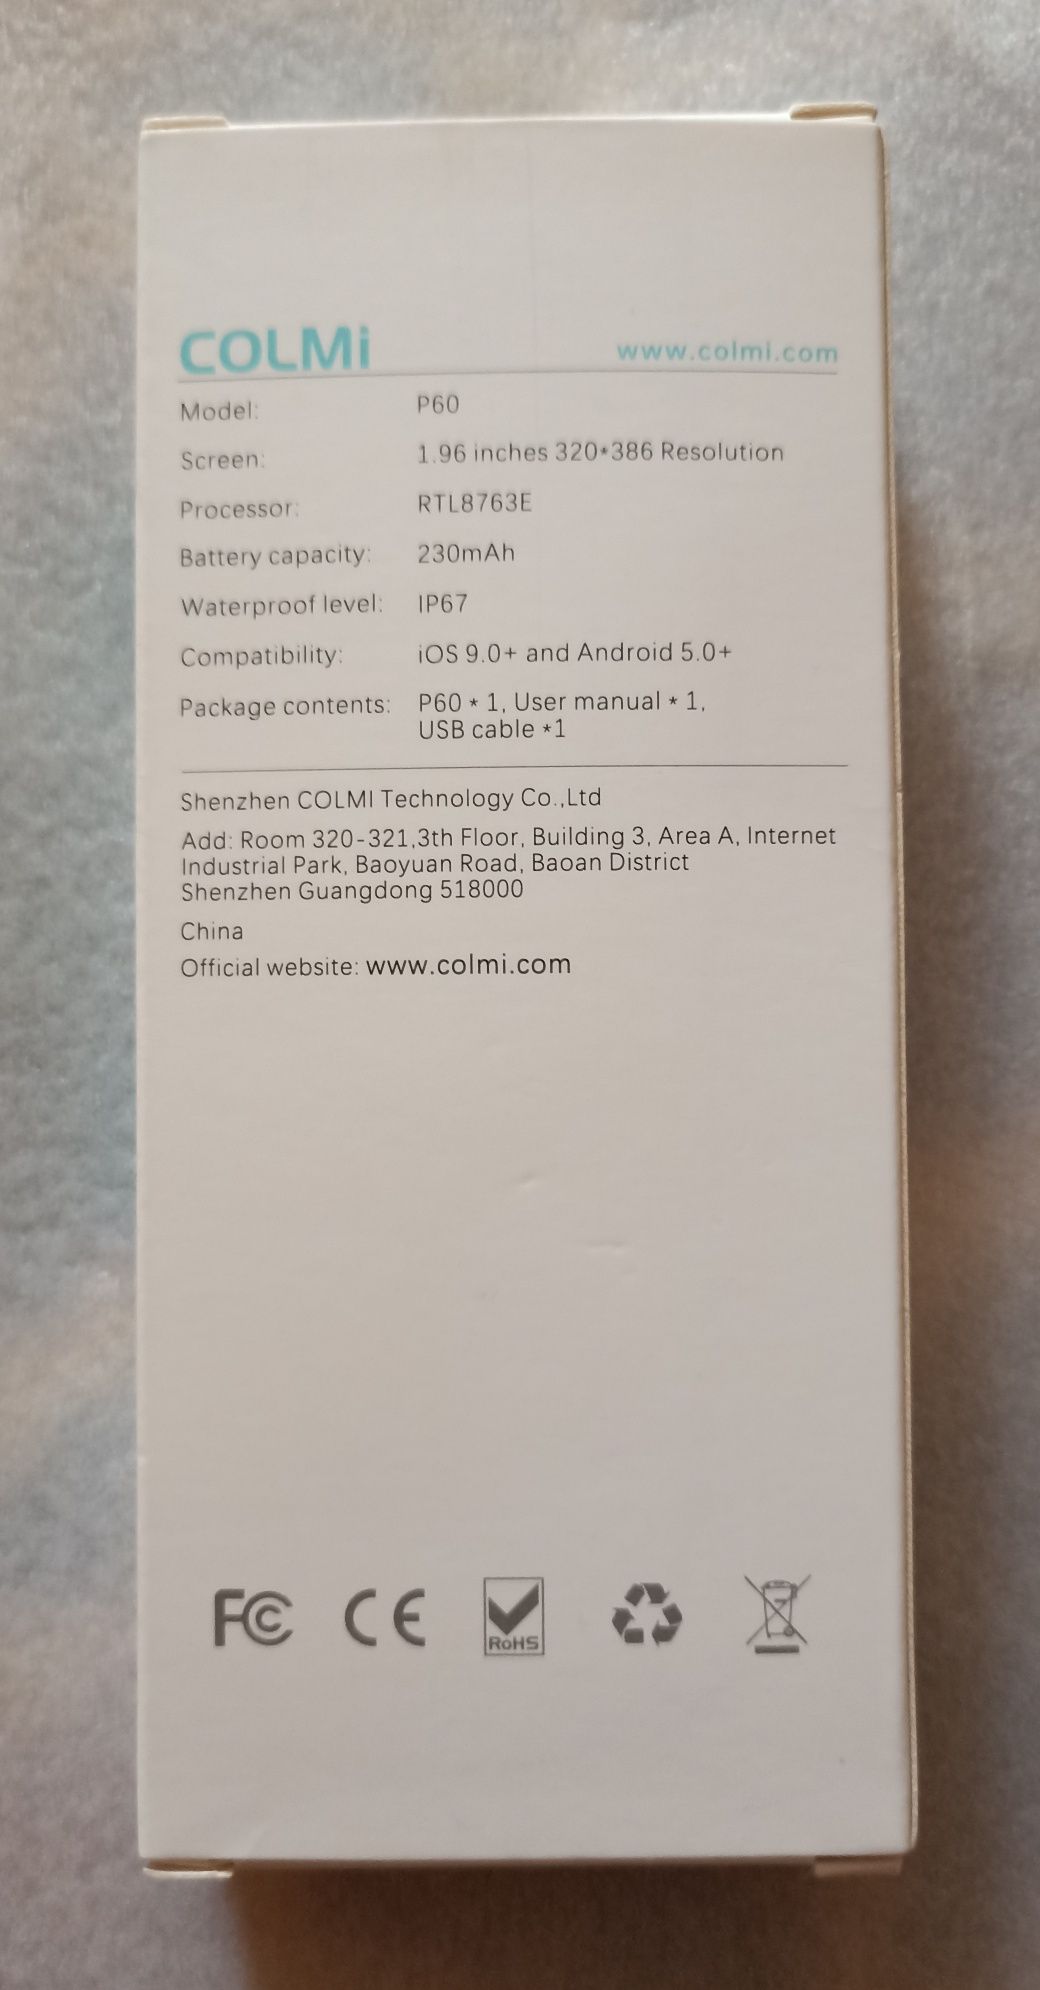 COLMi www.colmi.com
Model: P60
Screen: 1.96 inches 320*386 Resolution
Processor: RTL8763E
Battery capacity: 230mAh
Waterproof level: IP67
Compatibility: iOS 9.0+ and Android 5.0+
Package contents: P60 * 1, User manual * 1,
USB cable *1
Shenzhen COLMI Technology Co.,Ltd
Add: Room 320-321,3th Floor, Building 3, Area A, Internet
Industrial Park, Baoyuan Road, Baoan District
Shenzhen Guangdong 518000
China
Official website: www.colmi.com
FC CE RoHS